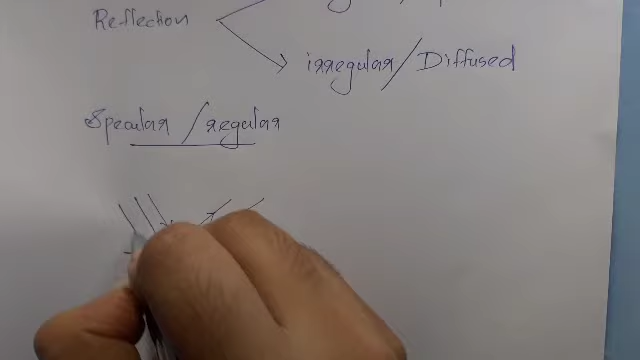 Reflection
irregular / Diffused
Specular / regular